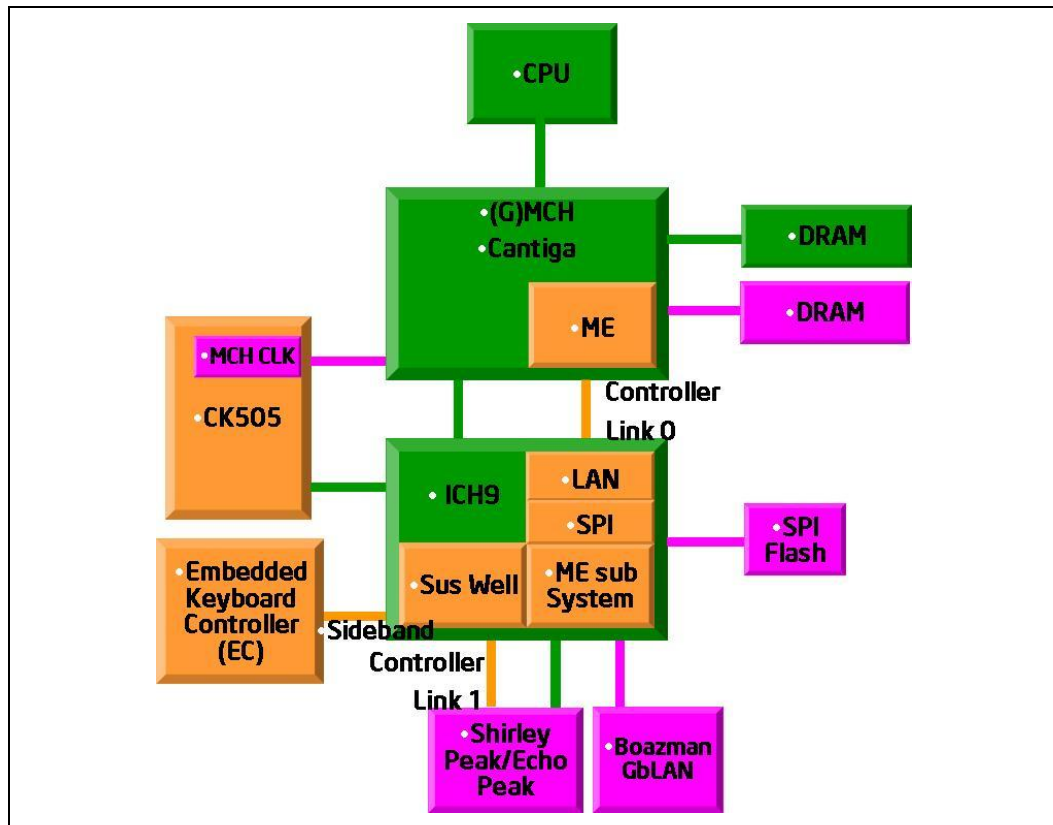 •CPU
•(G)MCH
•Cantiga
•DRAM
•ME
•DRAM
•MCH CLK
•CK505
Controller
Link 0
•ICH9
•LAN
•SPI
•SPI
Flash
•Sus Well
•ME sub
System
•Embedded
Keyboard
Controller
(EC)
•Sideband
Controller
Link 1
•Shirley
Peak/Echo
Peak
•Boazman
GbLAN